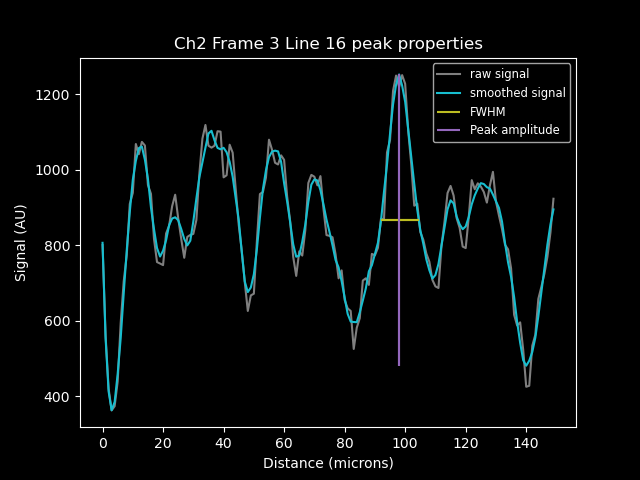 Ch2 Frame 3 Line 16 peak properties
raw signal
smoothed signal
FWHM
Peak amplitude
Signal (AU)
1200
1000
800
600
400
0 20 40 60 80 100 120 140
Distance (microns)